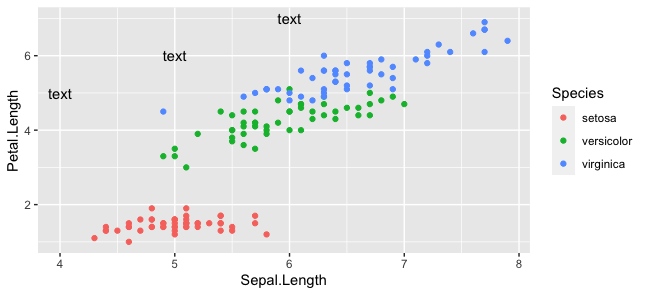 text
text
text
6
4
2
4
5
6
7
8
Petal.Length
Sepal.Length
Species
setosa
versicolor
virginica